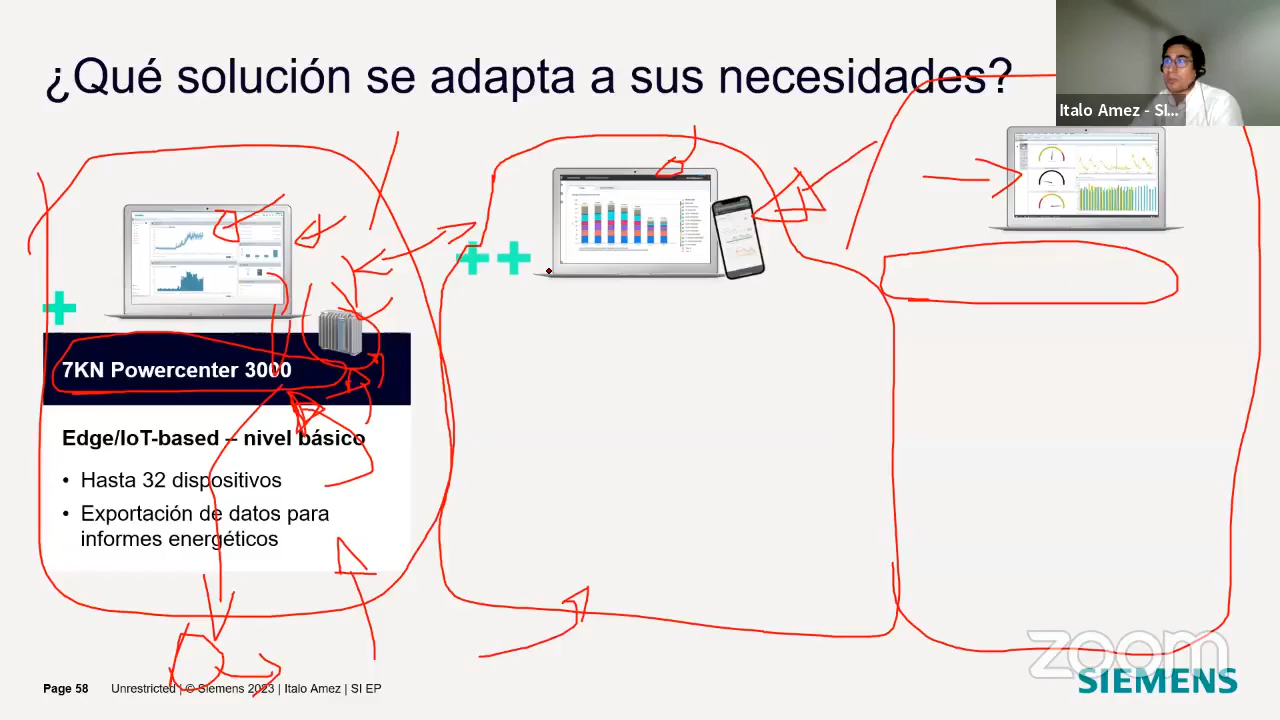 ¿Qué solución se adapta a sus necesidades?
Italo Amez - SI...
7KN Powercenter 3000
Edge/IoT-based – nivel básico
• Hasta 32 dispositivos
• Exportación de datos para
informes energéticos
zoom
SIEMENS
Page 58 Unrestricted | © Siemens 2023 | Italo Amez | SI EP